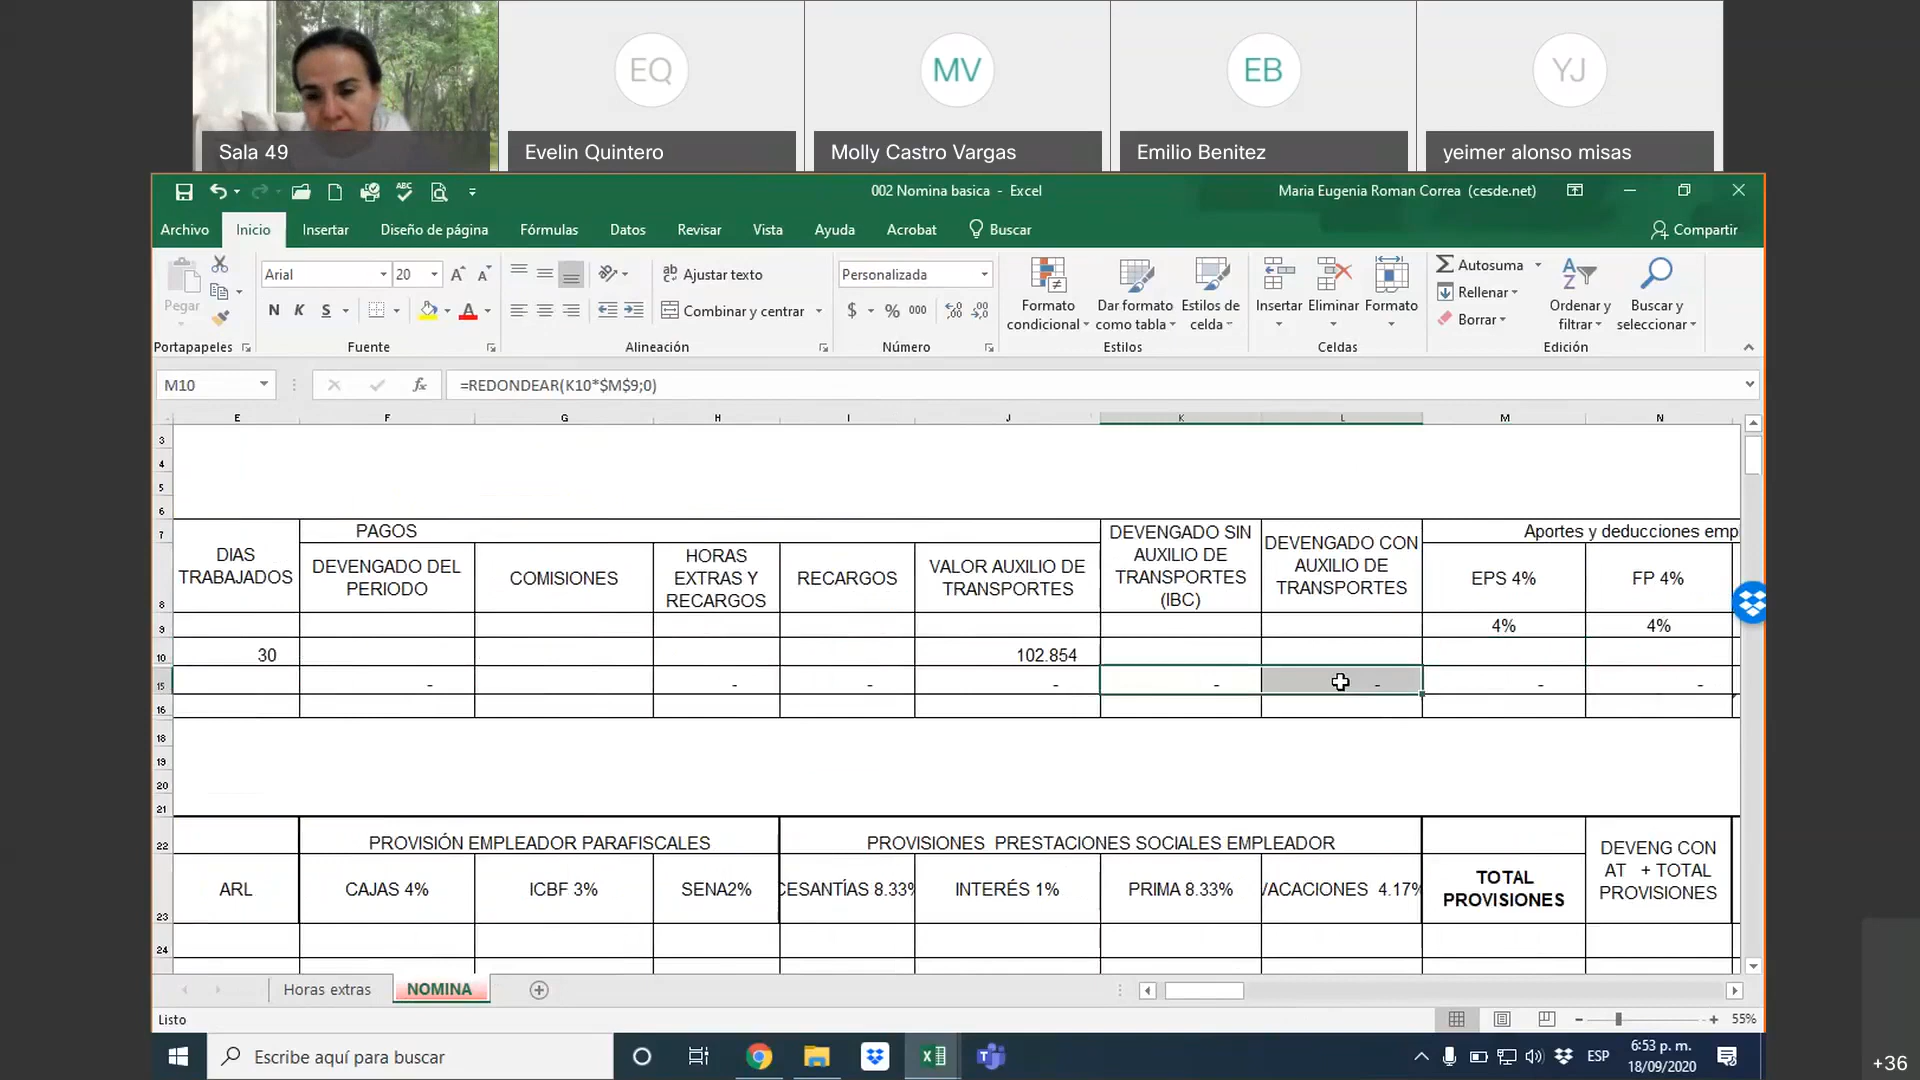 EQ
MV
EB
YJ
Sala 49
Evelin Quintero
Molly Castro Vargas
Emilio Benitez
yeimer alonso misas
002 Nomina basica - Excel
Maria Eugenia Roman Correa (cesde.net)
Archivo
Inicio
Insertar
Diseño de página
Fórmulas
Datos
Revisar
Vista
Ayuda
Acrobat
Buscar
Compartir
Pegar
Arial
20
N K S
Ajustar texto
Combinar y centrar
Personalizada
$ % 000
Formato condicional
Dar formato como tabla
Estilos de celda
Insertar
Eliminar
Formato
Autosuma
Rellenar
Borrar
Ordenar y filtrar
Buscar y seleccionar
Portapapeles
Fuente
Alineación
Número
Estilos
Celdas
Edición
M10
fx
=REDONDEAR(K10*$M$9;0)
E F G H I J K L M N
3
4
5
6
7
PAGOS
Aportes y deducciones emp
8
DIAS TRABAJADOS
DEVENGADO DEL PERIODO
COMISIONES
HORAS EXTRAS Y RECARGOS
RECARGOS
VALOR AUXILIO DE TRANSPORTES
DEVENGADO SIN AUXILIO DE TRANSPORTES (IBC)
DEVENGADO CON AUXILIO DE TRANSPORTES
EPS 4%
FP 4%
9
4%
4%
10
30
102.854
15
- - - - - - - -
16
18
19
20
21
22
PROVISIÓN EMPLEADOR PARAFISCALES
PROVISIONES PRESTACIONES SOCIALES EMPLEADOR
23
ARL
CAJAS 4%
ICBF 3%
SENA2%
CESANTÍAS 8.33%
INTERÉS 1%
PRIMA 8.33%
VACACIONES 4.17%
TOTAL PROVISIONES
DEVENG CON AT + TOTAL PROVISIONES
24
Horas extras
NOMINA
Listo
55%
Escribe aquí para buscar
ESP
6:53 p. m.
18/09/2020
+36